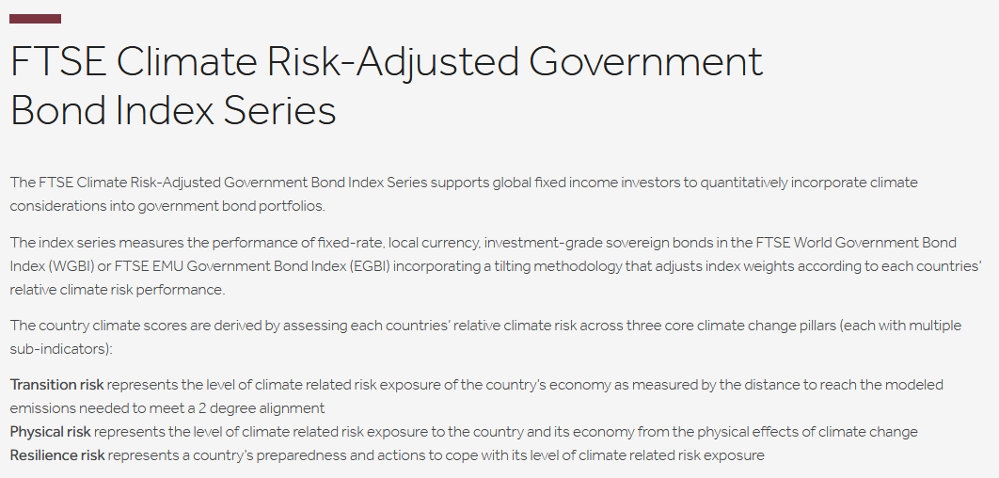 FTSE Climate Risk-Adjusted Government
Bond Index Series
The FTSE Climate Risk-Adjusted Government Bond Index Series supports global fixed income investors to quantitatively incorporate climate
considerations into government bond portfolios.
The index series measures the performance of fixed-rate, local currency, investment-grade sovereign bonds in the FTSE World Government Bond
Index (WGBI) or FTSE EMU Government Bond Index (EGBI) incorporating a tilting methodology that adjusts index weights according to each countries'
relative climate risk performance.
The country climate scores are derived by assessing each countries' relative climate risk across three core climate change pillars (each with multiple
sub-indicators):
Transition risk represents the level of climate related risk exposure of the country's economy as measured by the distance to reach the modeled
emissions needed to meet a 2 degree alignment
Physical risk represents the level of climate related risk exposure to the country and its economy from the physical effects of climate change
Resilience risk represents a country's preparedness and actions to cope with its level of climate related risk exposure